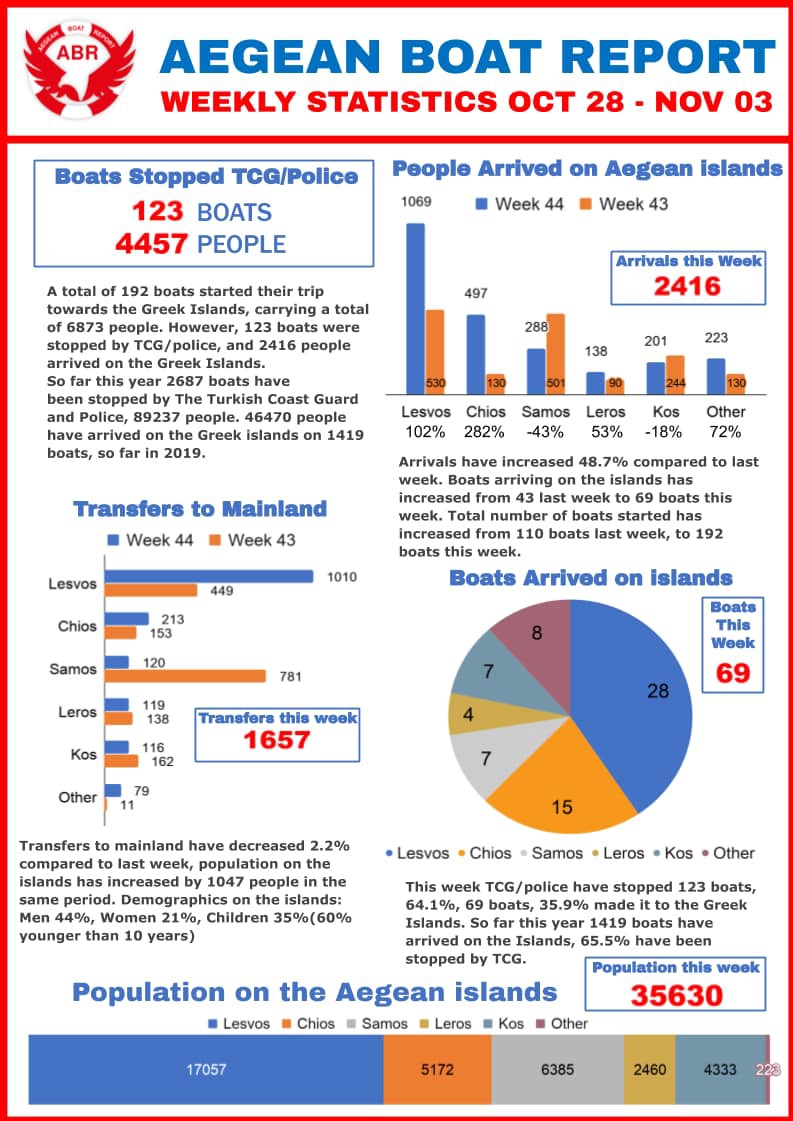 AEGEAN BOAT REPORT
ABR
AEGEAN BOAT REPORT
WEEKLY STATISTICS OCT 28 - NOV 03
Boats Stopped TCG/Police
123 BOATS
4457 PEOPLE
A total of 192 boats started their trip
towards the Greek Islands, carrying a total
of 6873 people. However, 123 boats were
stopped by TCG/police, and 2416 people
arrived on the Greek Islands.
So far this year 2687 boats have
been stopped by The Turkish Coast Guard
and Police, 89237 people. 46470 people
have arrived on the Greek islands on 1419
boats, so far in 2019.
People Arrived on Aegean islands
Week 44 Week 43
Arrivals this Week
2416
1069 497 288 138 201 223
530 130 501 90 244 130
Lesvos Chios Samos Leros Kos Other
102% 282% -43% 53% -18% 72%
Arrivals have increased 48.7% compared to last
week. Boats arriving on the islands has
increased from 43 last week to 69 boats this
week. Total number of boats started has
increased from 110 boats last week, to 192
boats this week.
Transfers to Mainland
Week 44 Week 43
Lesvos 1010
449
Chios 213
153
Samos 120
781
Leros 119
138
Kos 116
162
Other 79
11
Transfers this week
1657
Transfers to mainland have decreased 2.2%
compared to last week, population on the
islands has increased by 1047 people in the
same period. Demographics on the islands:
Men 44%, Women 21%, Children 35%(60%
younger than 10 years)
Boats Arrived on islands
Boats
This
Week
69
8
28
7
4
7
15
Lesvos Chios Samos Leros Kos Other
This week TCG/police have stopped 123 boats,
64.1%, 69 boats, 35.9% made it to the Greek
Islands. So far this year 1419 boats have
arrived on the Islands, 65.5% have been
stopped by TCG.
Population this week
35630
Population on the Aegean islands
Lesvos Chios Samos Leros Kos Other
17057 5172 6385 2460 4333 223